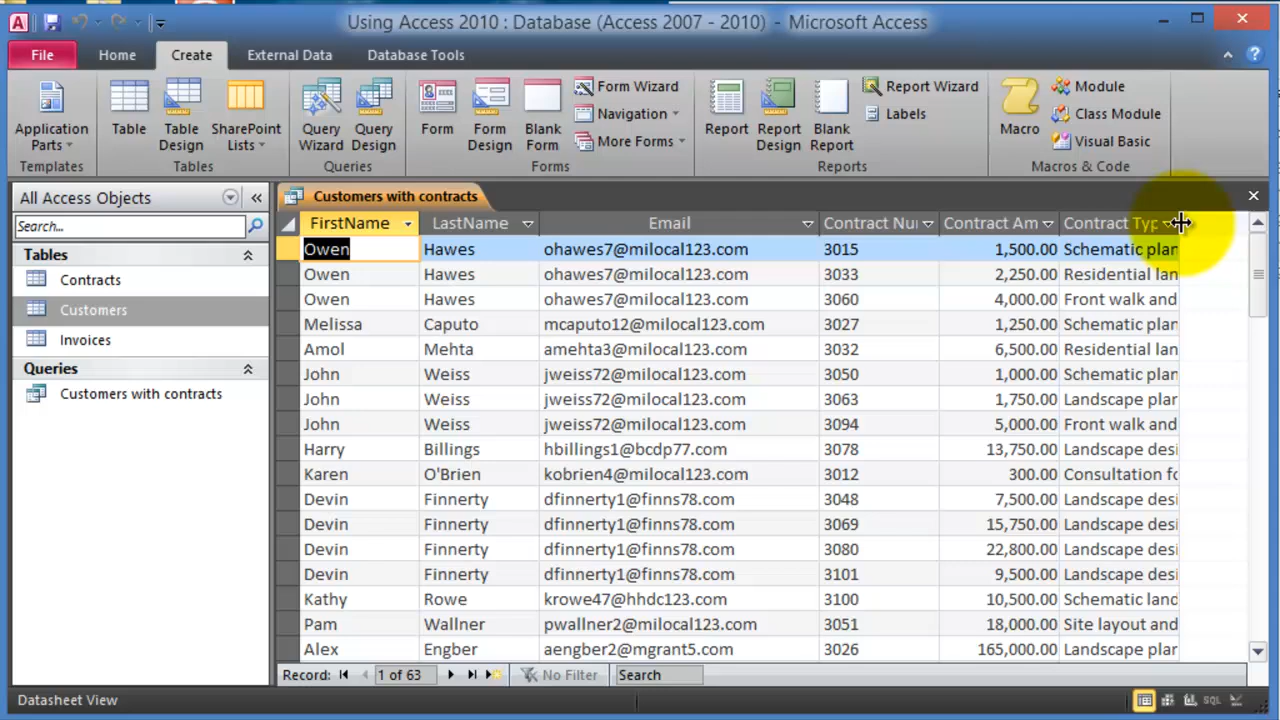 Using Access 2010 : Database (Access 2007 - 2010) - Microsoft Access
File Home Create External Data Database Tools
Application Parts Table Table Design SharePoint Lists Query Wizard Query Design Form Form Design Blank Form Form Wizard Navigation More Forms Report Report Design Blank Report Report Wizard Labels Macro Module Class Module Visual Basic
Templates Tables Queries Forms Reports Macros & Code
All Access Objects
Search...
Tables
Contracts
Customers
Invoices
Queries
Customers with contracts
Customers with contracts
FirstName LastName Email Contract Nu Contract Am Contract Typ
Owen Hawes ohawes7@milocal123.com 3015 1,500.00 Schematic plan
Owen Hawes ohawes7@milocal123.com 3033 2,250.00 Residential lan
Owen Hawes ohawes7@milocal123.com 3060 4,000.00 Front walk and
Melissa Caputo mcaputo12@milocal123.com 3027 1,250.00 Schematic plan
Amol Mehta amehta3@milocal123.com 3032 6,500.00 Residential lan
John Weiss jweiss72@milocal123.com 3050 1,000.00 Schematic plan
John Weiss jweiss72@milocal123.com 3063 1,750.00 Landscape plan
John Weiss jweiss72@milocal123.com 3094 5,000.00 Front walk and
Harry Billings hbillings1@bcdp77.com 3078 13,750.00 Landscape desi
Karen O'Brien kobrien4@milocal123.com 3012 300.00 Consultation fo
Devin Finnerty dfinnerty1@finns78.com 3048 7,500.00 Landscape desi
Devin Finnerty dfinnerty1@finns78.com 3069 15,750.00 Landscape desi
Devin Finnerty dfinnerty1@finns78.com 3080 22,800.00 Landscape desi
Devin Finnerty dfinnerty1@finns78.com 3101 9,500.00 Landscape desi
Kathy Rowe krowe47@hhdc123.com 3100 10,500.00 Schematic land
Pam Wallner pwallner2@milocal123.com 3051 18,000.00 Site layout and
Alex Engber aengber2@mgrant5.com 3026 165,000.00 Landscape plan
Record: 1 of 63 No Filter Search
Datasheet View SQL